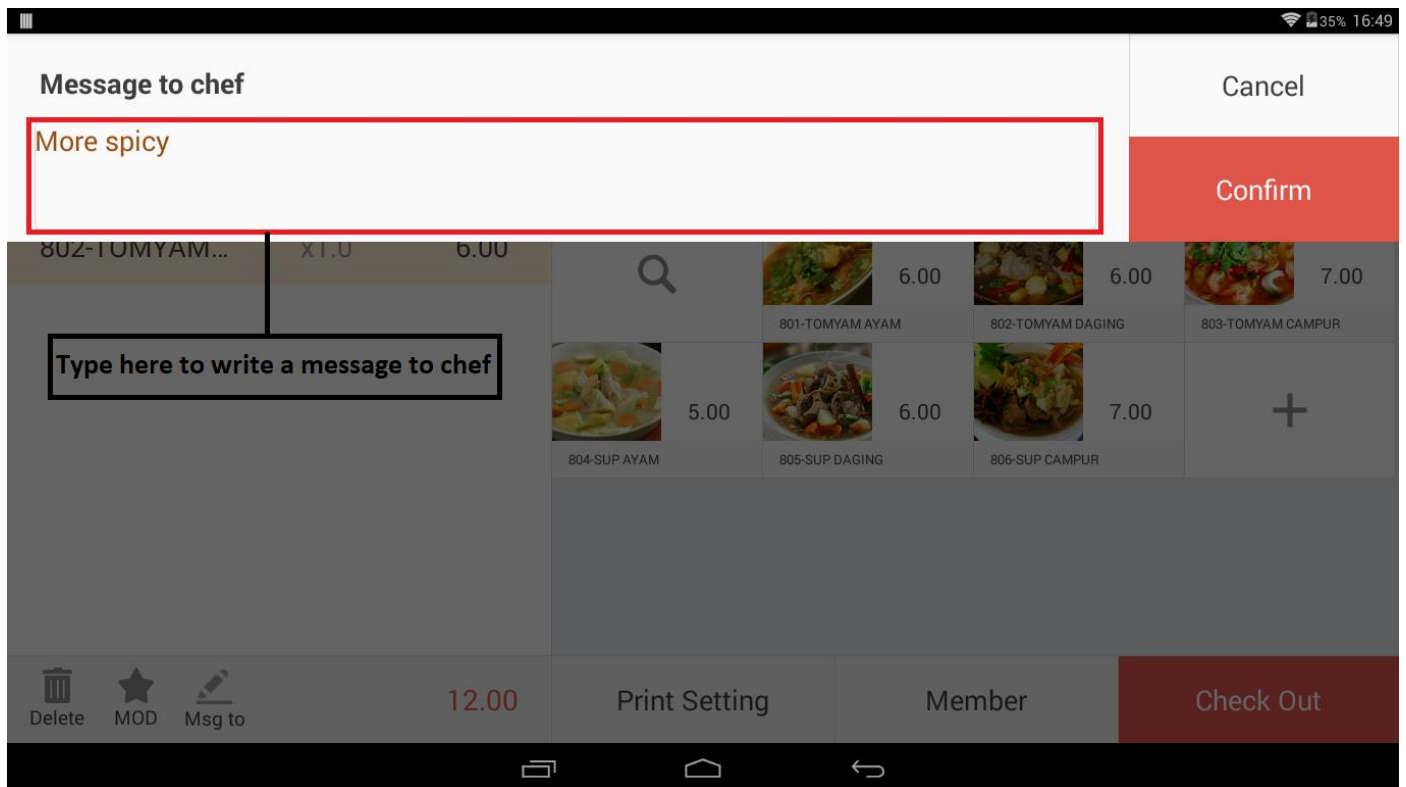 35% 16:49
Message to chef
Cancel
More spicy
Confirm
802-TOMYAM... x1.0 6.00
6.00
6.00
7.00
801-TOMYAM AYAM
802-TOMYAM DAGING
803-TOMYAM CAMPUR
Type here to write a message to chef
5.00
6.00
7.00
804-SUP AYAM
805-SUP DAGING
806-SUP CAMPUR
Delete
MOD
Msg to
12.00
Print Setting
Member
Check Out